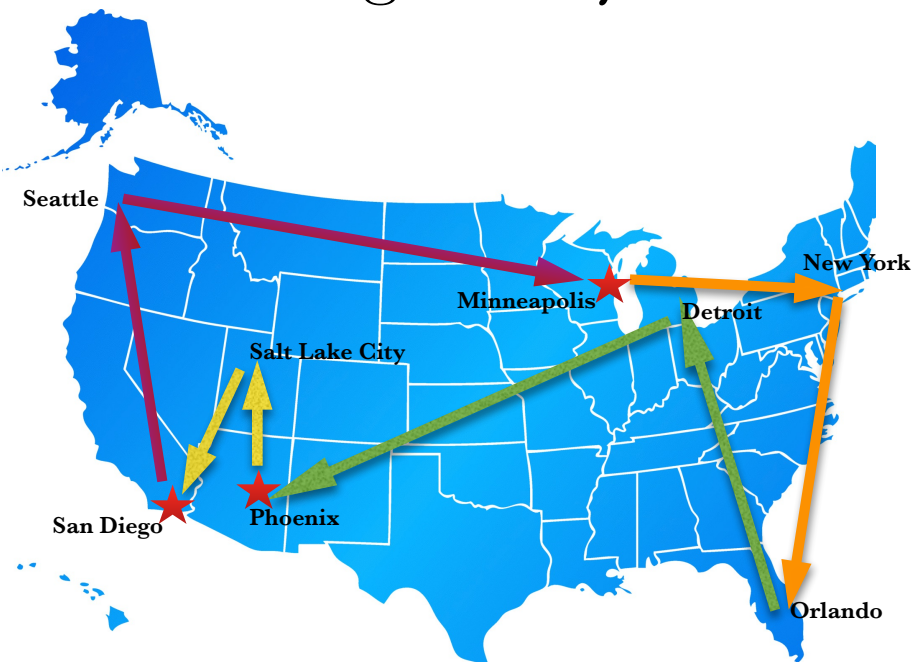 Seattle
New York
Minneapolis
Detroit
Salt Lake City
San Diego
Phoenix
Orlando